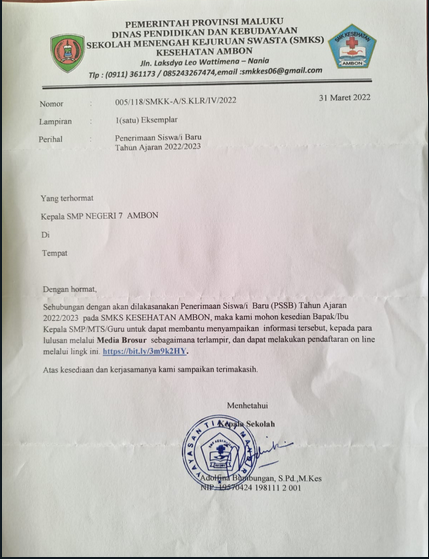 PEMERINTAH PROVINSI MALUKU
DINAS PENDIDIKAN DAN KEBUDAYAAN
SEKOLAH MENENGAH KEJURUAN SWASTA (SMKS)
KESEHATAN AMBON
Jln. Laksdya Leo Wattimena – Nania
Tlp : (0911) 361173 / 085243267474,email :smkkes06@gmail.com
SMK KESEHATAN
AMBON
Nomor : 005/118/SMKK-A/S.KLR/IV/2022 31 Maret 2022
Lampiran : 1(satu) Eksemplar
Perihal : Penerimaan Siswa/i Baru
Tahun Ajaran 2022/2023
Yang terhormat
Kepala SMP NEGERI 7 AMBON
Di
Tempat
Dengan hormat,
Sehubungan dengan akan dilaksanakan Penerimaan Siswa/i Baru (PSSB) Tahun Ajaran
2022/2023 pada SMKS KESEHATAN AMBON, maka kami mohon kesedian Bapak/Ibu
Kepala SMP/MTS/Guru untuk dapat membantu menyampaikan informasi tersebut, kepada para
lulusan melalui Media Brosur sebagaimana terlampir, dan dapat melakukan pendaftaran on line
melalui lingk ini. https://bit.ly/3m9k2HY.
Atas kesediaan dan kerjasamanya kami sampaikan terimakasih.
Menhetahui
Kepala Sekolah
Adolfina Bambungan, S.Pd.,M.Kes
NIP. 19570424 198111 2 001